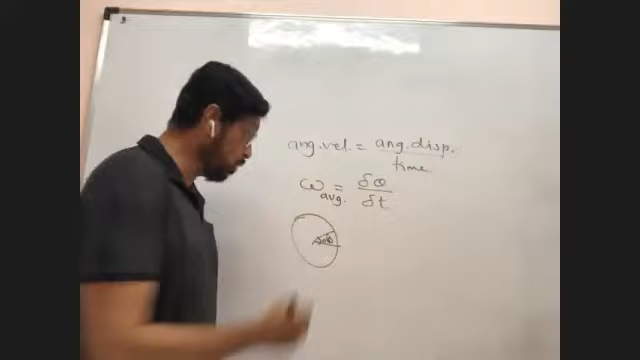 ang. vel. = ang. disp.
time
ω avg. = δθ
δt